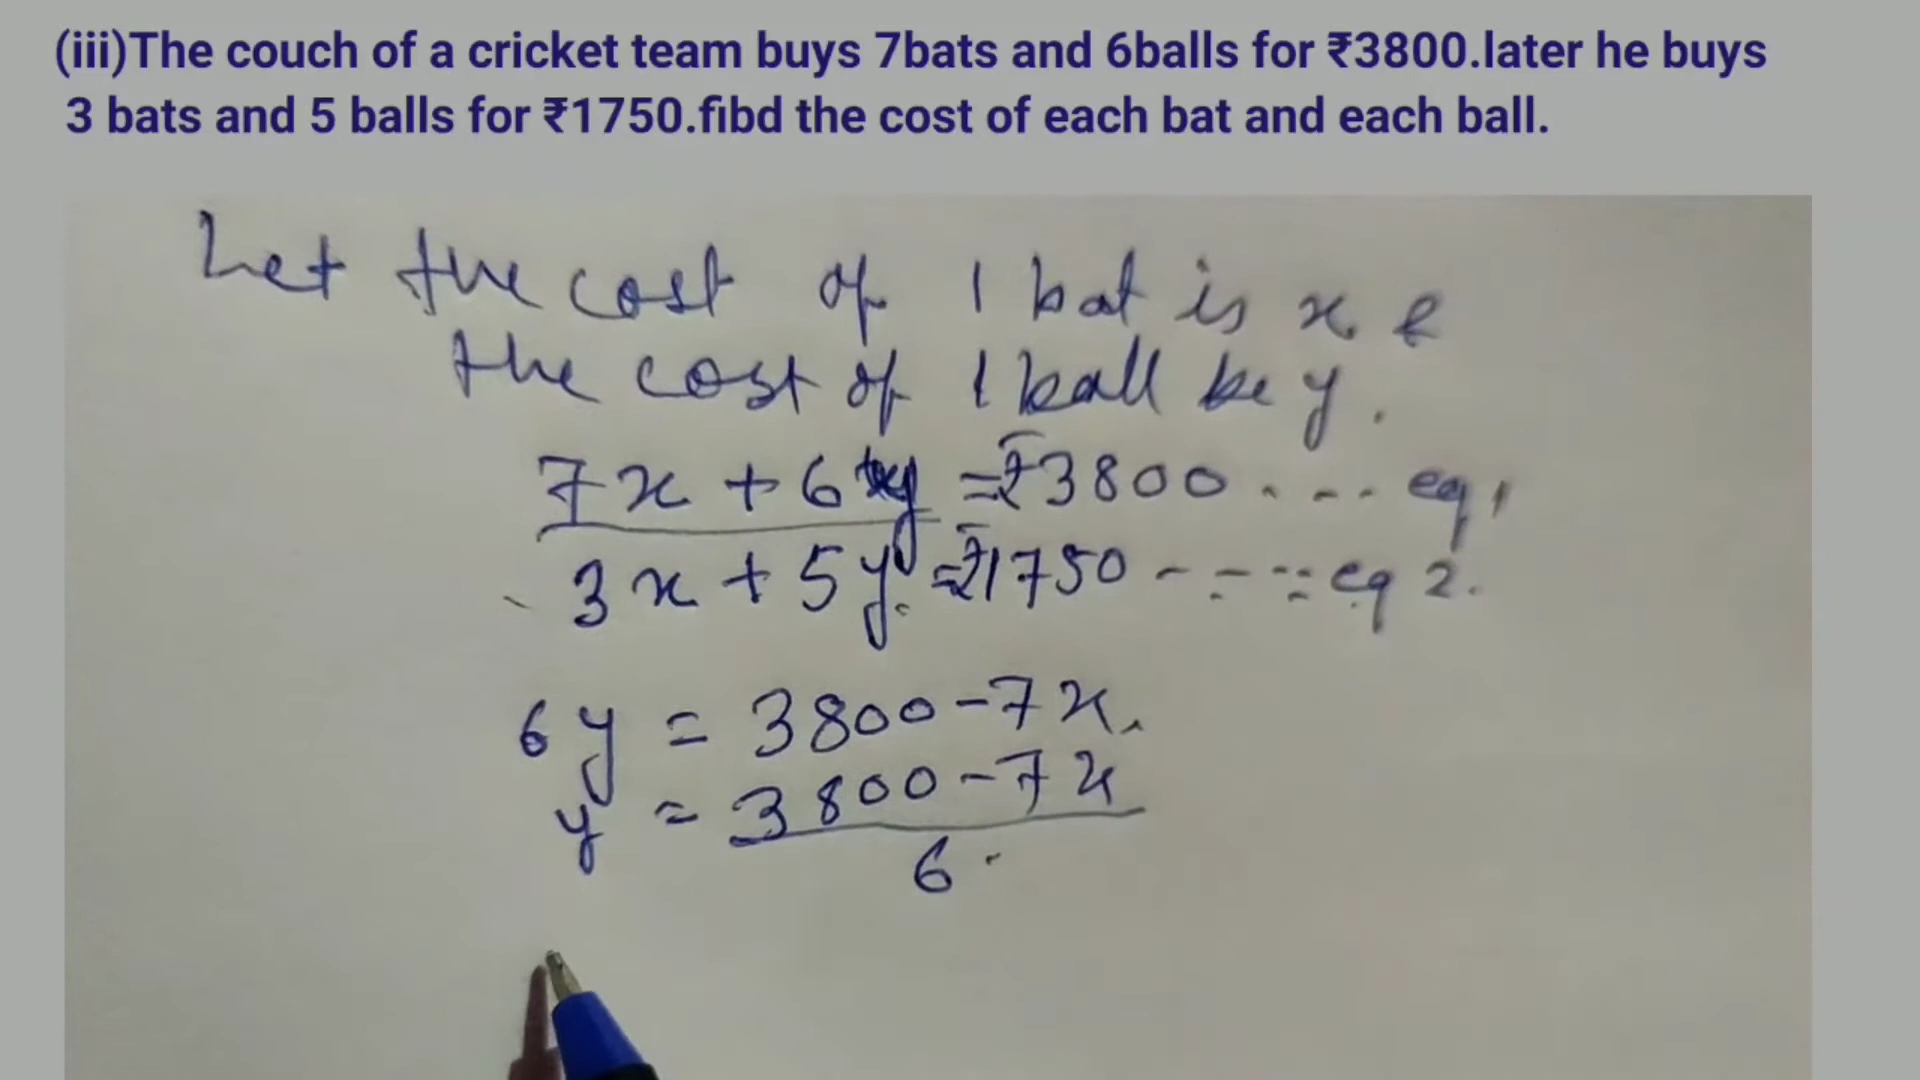 (iii)The couch of a cricket team buys 7bats and 6balls for ₹3800.later he buys
3 bats and 5 balls for ₹1750.fibd the cost of each bat and each ball.
Let the cost of 1 bat is x &
the cost of 1 ball be y.
7x + 6y = ₹3800 . - - - eq 1
3x + 5y = ₹1750 - - - - eq 2.
6y = 3800 - 7x.
y = 3800 - 7x
6